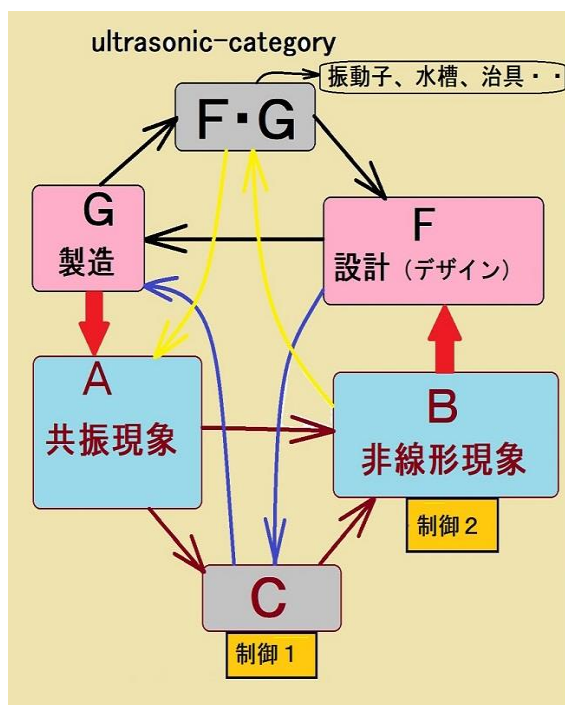 ultrasonic-category
振動子、水槽、治具・・
F・G
G
製造
F
設計（デザイン）
A
共振現象
B
非線形現象
制御２
C
制御１